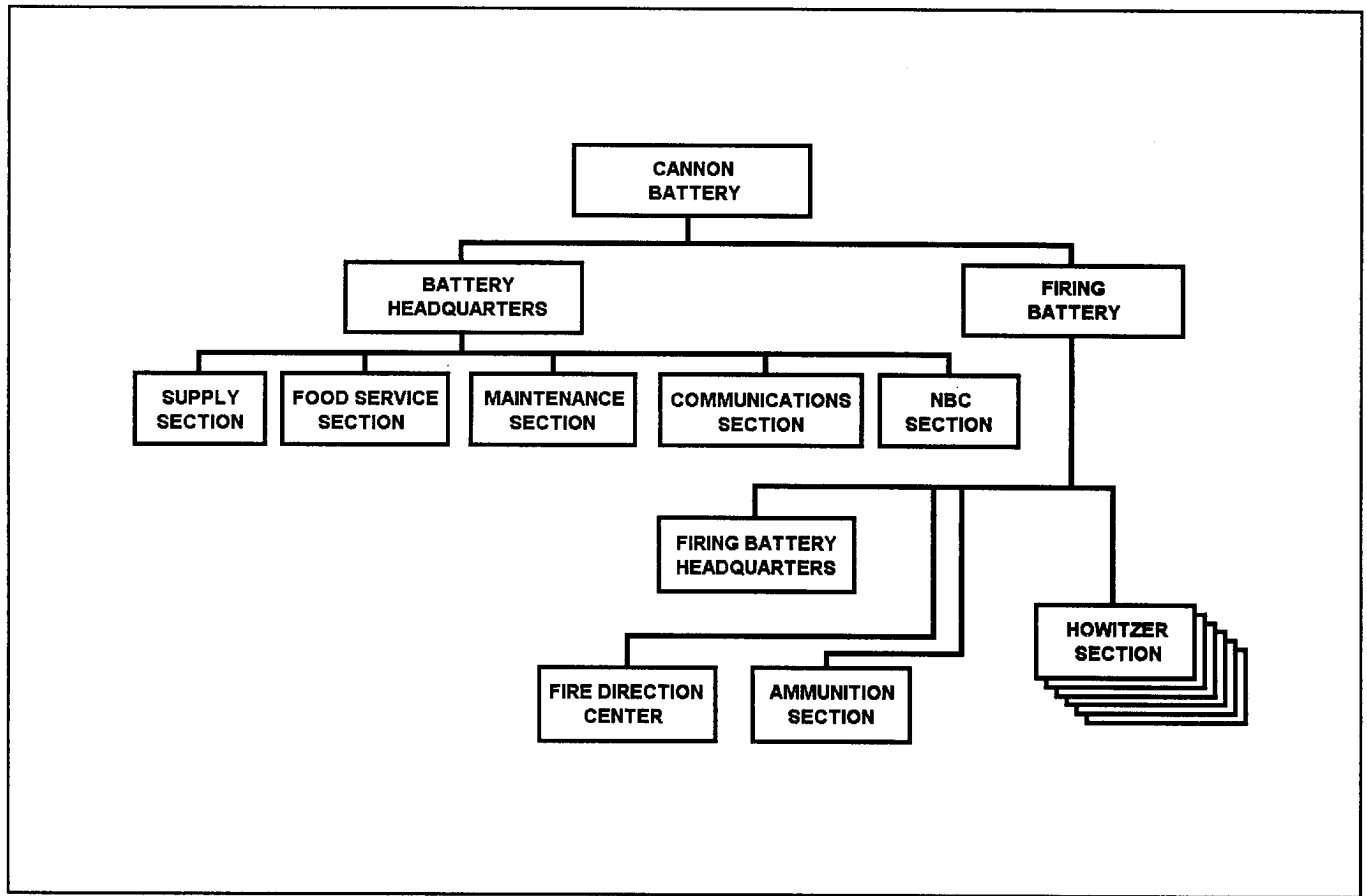 CANNON
BATTERY
BATTERY
HEADQUARTERS
FIRING
BATTERY
SUPPLY
SECTION
FOOD SERVICE
SECTION
MAINTENANCE
SECTION
COMMUNICATIONS
SECTION
NBC
SECTION
FIRING BATTERY
HEADQUARTERS
HOWITZER
SECTION
FIRE DIRECTION
CENTER
AMMUNITION
SECTION